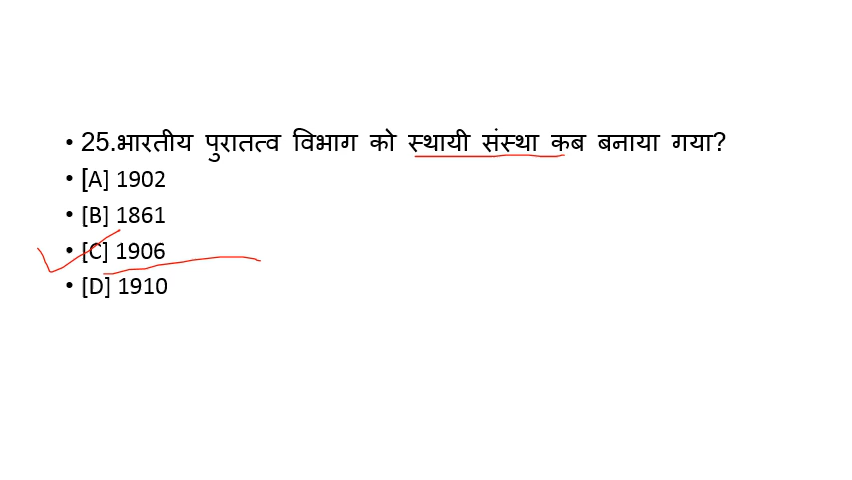 • 25.भारतीय पुरातत्व विभाग को स्थायी संस्था कब बनाया गया?
• [A] 1902
• [B] 1861
• [C] 1906
• [D] 1910